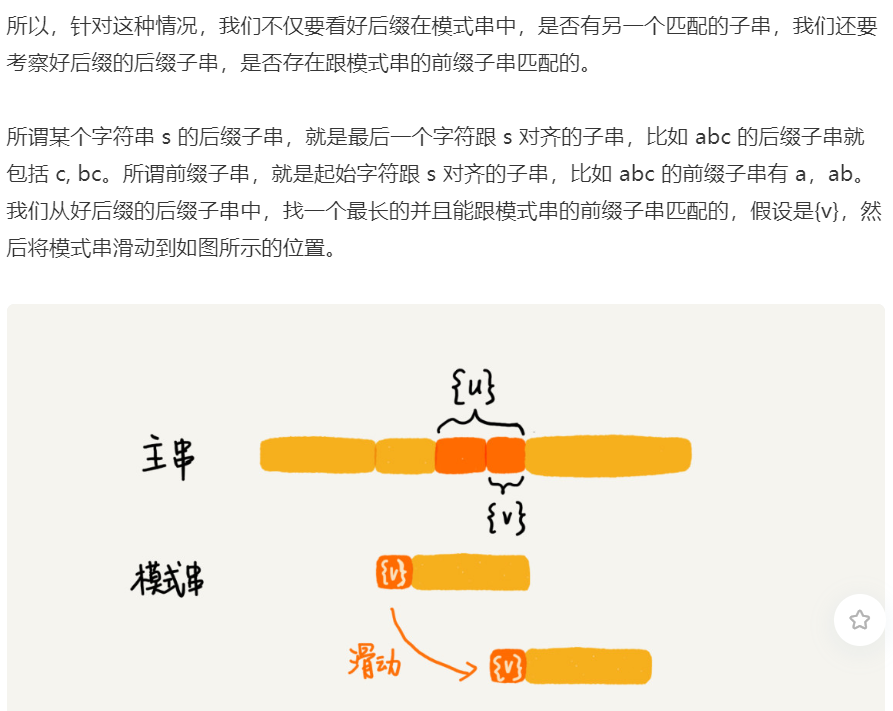 所以，针对这种情况，我们不仅要看好后缀在模式串中，是否有另一个匹配的子串，我们还要
考察好后缀的后缀子串，是否存在跟模式串的前缀子串匹配的。
所谓某个字符串 s 的后缀子串，就是最后一个字符跟 s 对齐的子串，比如 abc 的后缀子串就
包括 c, bc。所谓前缀子串，就是起始字符跟 s 对齐的子串，比如 abc 的前缀子串有 a，ab。
我们从好后缀的后缀子串中，找一个最长的并且能跟模式串的前缀子串匹配的，假设是{v}，然
后将模式串滑动到如图所示的位置。
{u}
主串
{v}
模式串
{v}
滑动
{v}